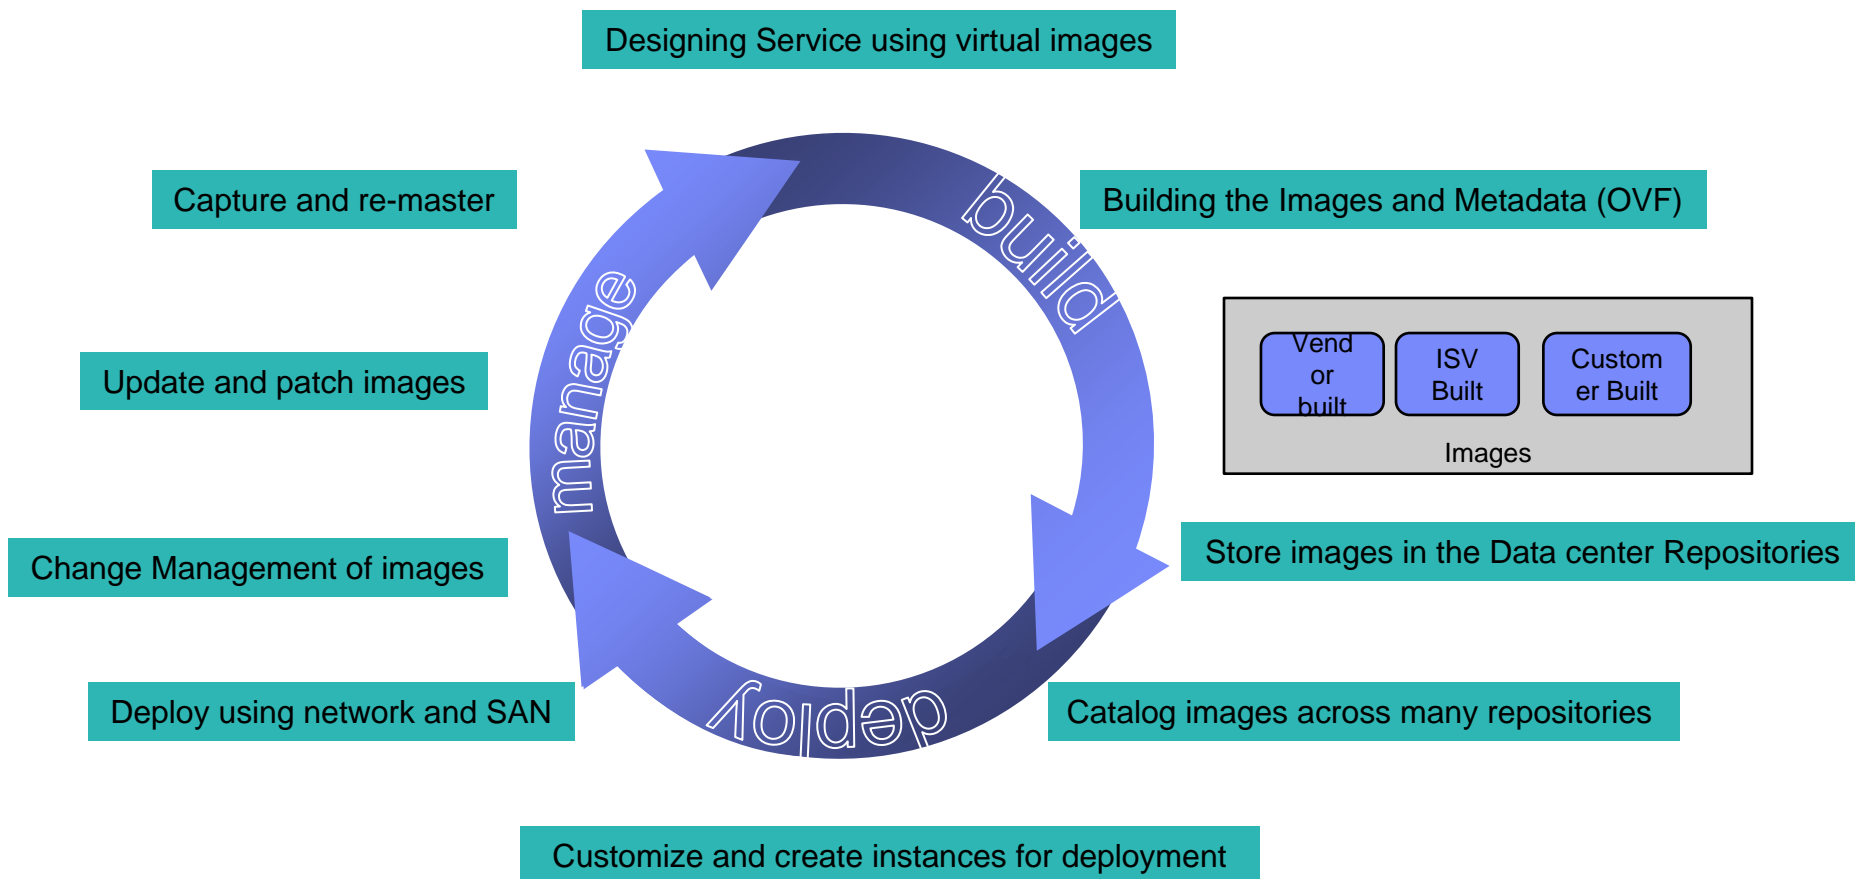 Designing Service using virtual images
Capture and re-master
build
Building the Images and Metadata (OVF)
manage
Vend
or
built
ISV
Built
Custom
er Built
Images
Update and patch images
Change Management of images
Store images in the Data center Repositories
Deploy using network and SAN
deploy
Catalog images across many repositories
Customize and create instances for deployment